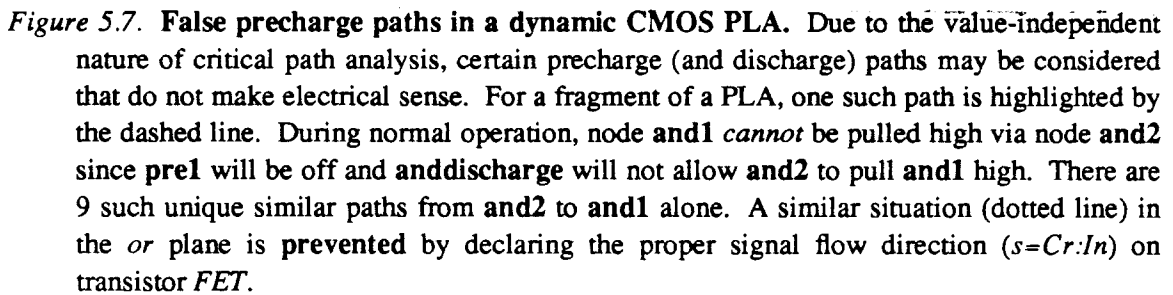 Figure 5.7. False precharge paths in a dynamic CMOS PLA. Due to the value-independent
nature of critical path analysis, certain precharge (and discharge) paths may be considered
that do not make electrical sense. For a fragment of a PLA, one such path is highlighted by
the dashed line. During normal operation, node and1 cannot be pulled high via node and2
since pre1 will be off and anddischarge will not allow and2 to pull and1 high. There are
9 such unique similar paths from and2 to and1 alone. A similar situation (dotted line) in
the or plane is prevented by declaring the proper signal flow direction (s=Cr:In) on
transistor FET.